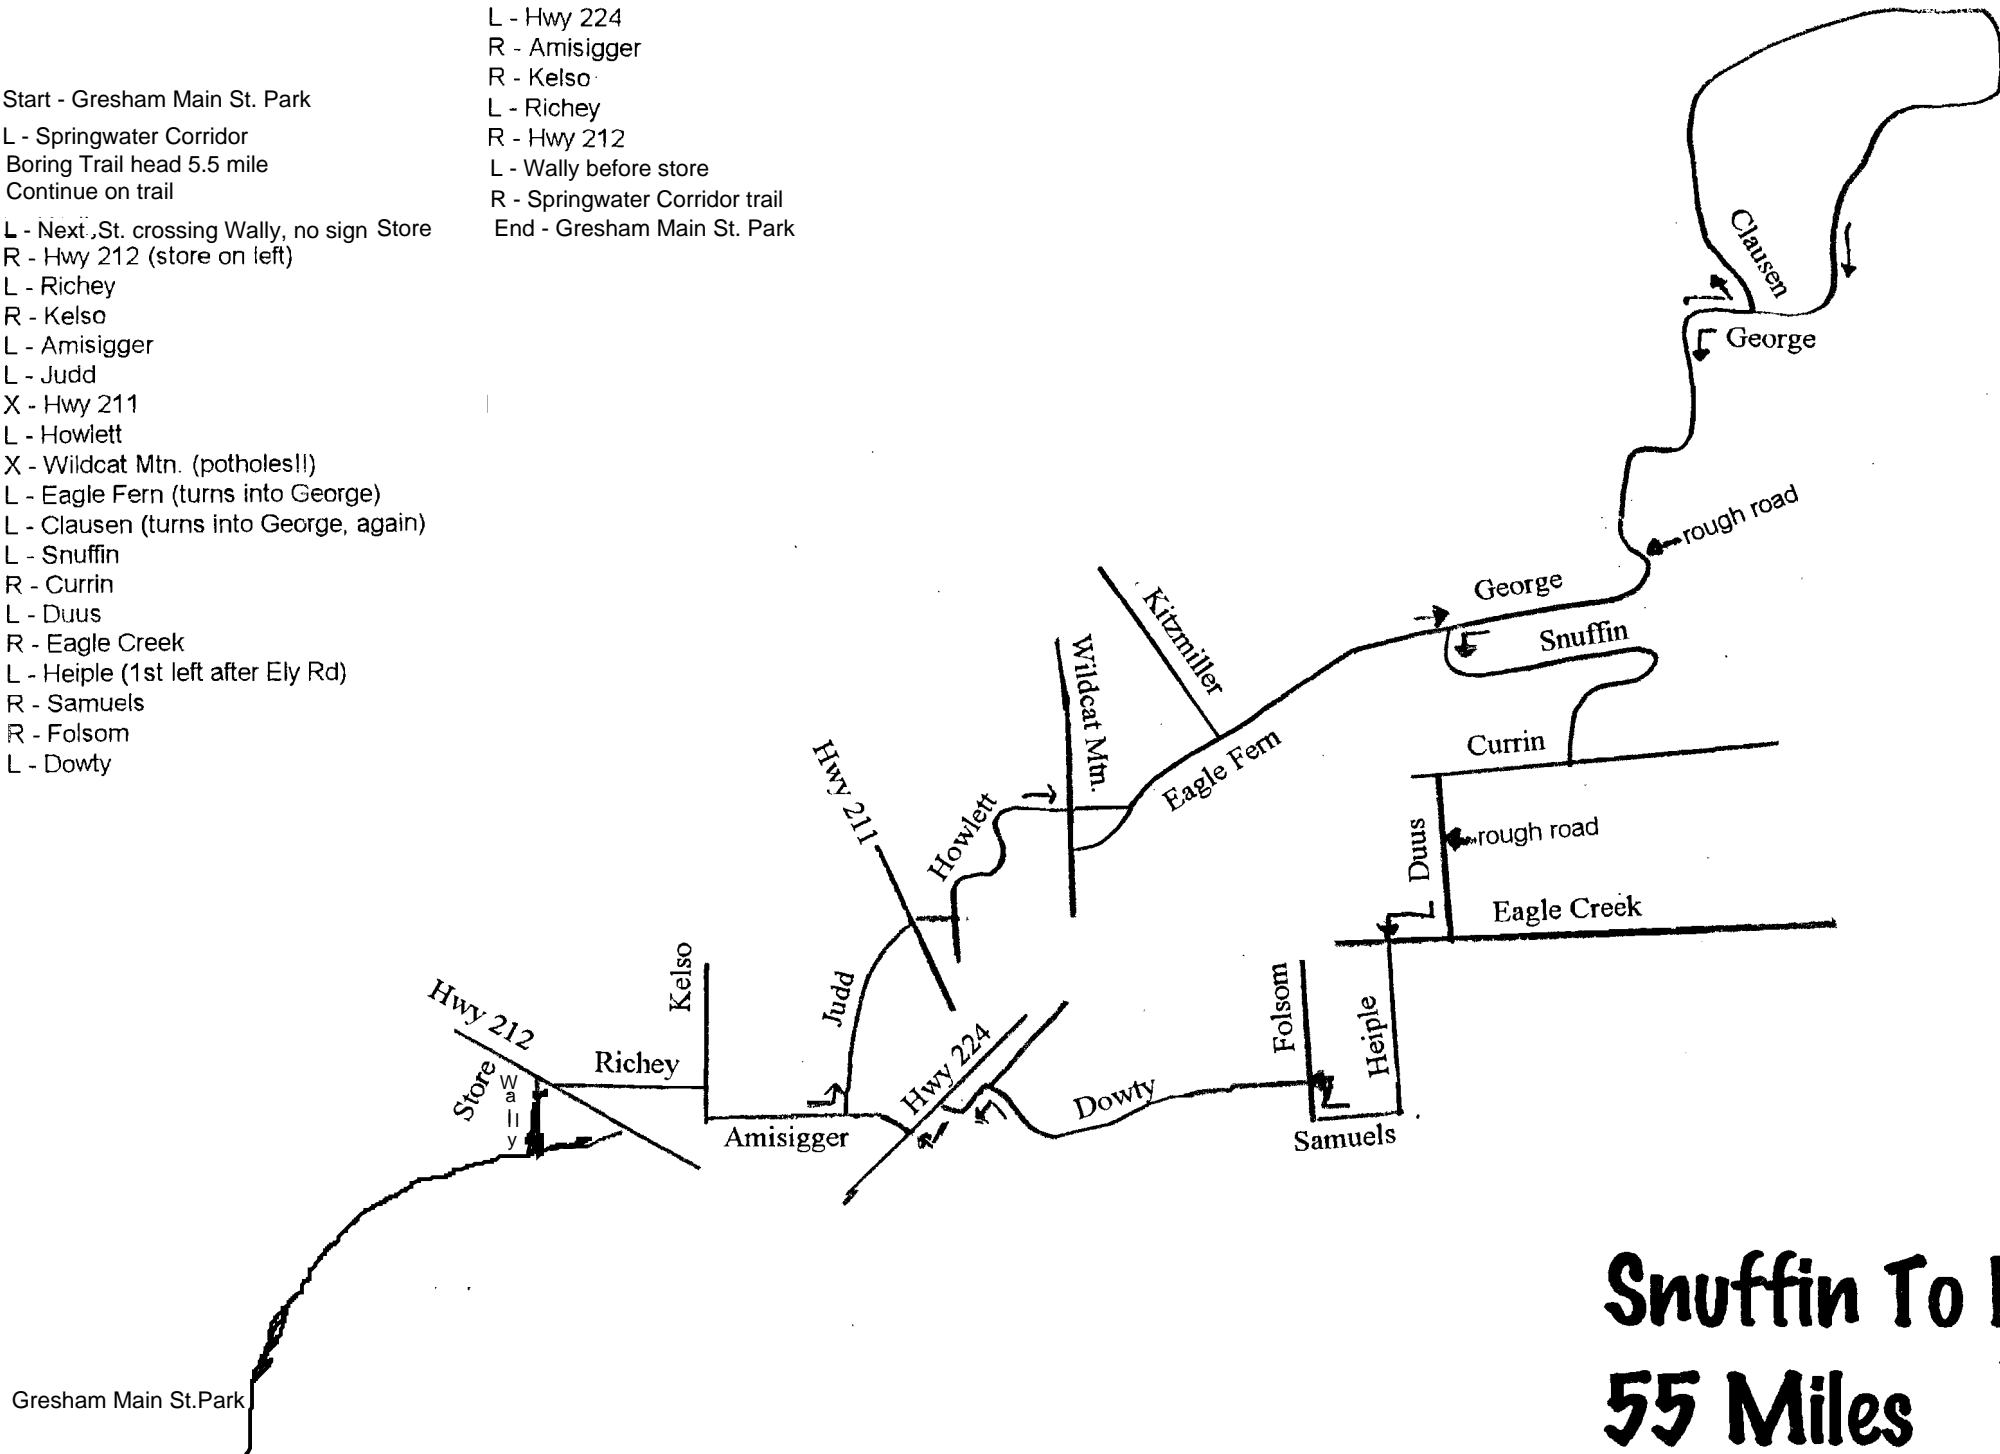 Start - Gresham Main St. Park
L - Springwater Corridor
Boring Trail head 5.5 mile
Continue on trail
L - Next St. crossing Wally, no sign Store
R - Hwy 212 (store on left)
L - Richey
R - Kelso
L - Amisigger
L - Judd
X - Hwy 211
L - Howlett
X - Wildcat Mtn. (potholes!!)
L - Eagle Fern (turns into George)
L - Clausen (turns into George, again)
L - Snuffin
R - Currin
L - Duus
R - Eagle Creek
L - Heiple (1st left after Ely Rd)
R - Samuels
R - Folsom
L - Dowty
L - Hwy 224
R - Amisigger
R - Kelso
L - Richey
R - Hwy 212
L - Wally before store
R - Springwater Corridor trail
End - Gresham Main St. Park
Clausen
George
rough road
George
Snuffin
Kitzmiller
Wildcat Mtn.
Eagle Fern
Currin
Hwy 211
Howlett
Duus
rough road
Eagle Creek
Kelso
Judd
Folsom
Heiple
Hwy 212
Richey
Store
Wally
Hwy 224
Dowty
Amisigger
Samuels
Gresham Main St.Park
Snuffin To
55 Miles